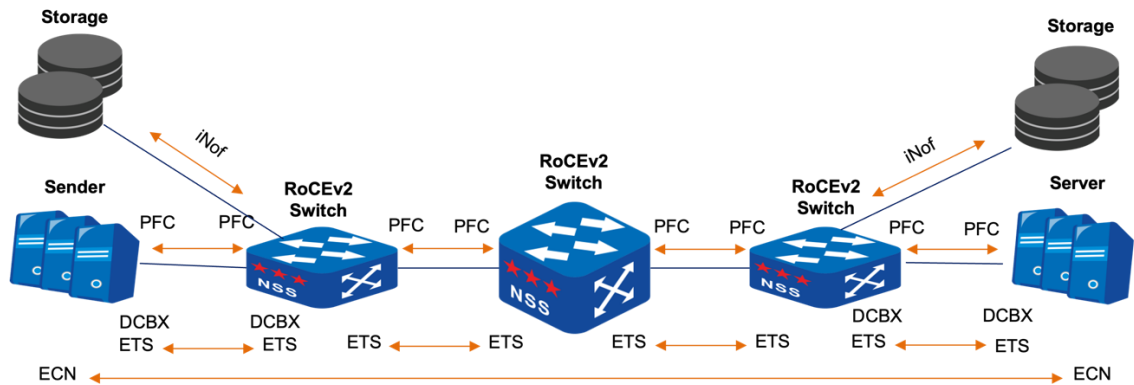 Storage
Storage
iNof
iNof
Sender
RoCEv2
Switch
RoCEv2
Switch
RoCEv2
Switch
Server
PFC PFC PFC PFC PFC PFC PFC PFC
NSS
NSS
NSS
DCBX DCBX DCBX DCBX
ETS ETS ETS ETS ETS ETS ETS ETS
ECN ECN